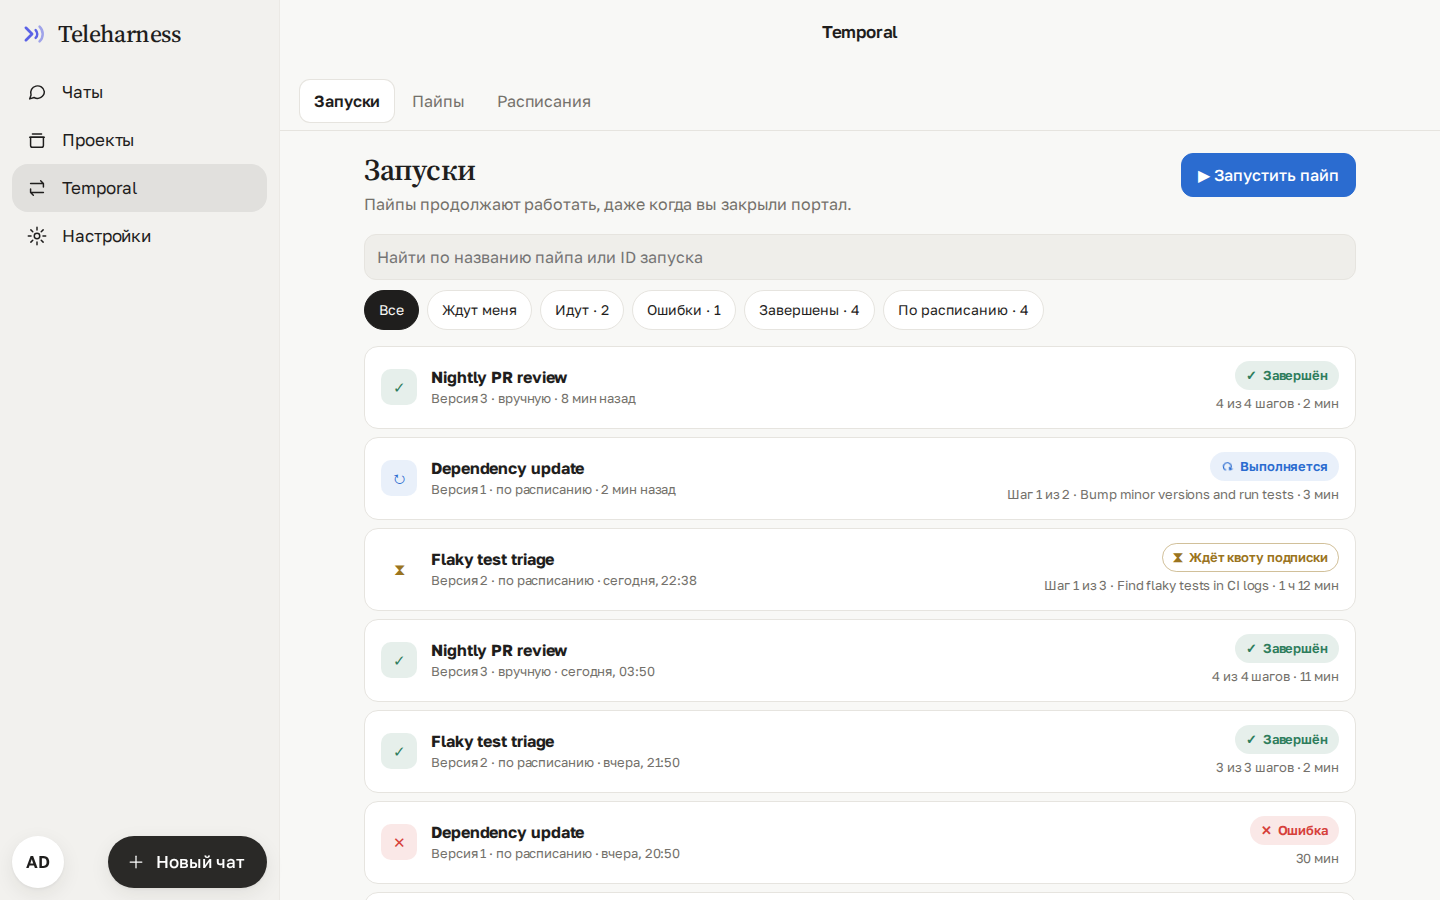 Teleharness
Чаты
Проекты
Temporal
Настройки
AD
Новый чат
Temporal
Запуски
Пайпы
Расписания
Запуски
Пайпы продолжают работать, даже когда вы закрыли портал.
▶ Запустить пайп
Найти по названию пайпа или ID запуска
Все
Ждут меня
Идут · 2
Ошибки · 1
Завершены · 4
По расписанию · 4
Nightly PR review
Версия 3 · вручную · 8 мин назад
✓ Завершён
4 из 4 шагов · 2 мин
Dependency update
Версия 1 · по расписанию · 2 мин назад
Выполняется
Шаг 1 из 2 · Bump minor versions and run tests · 3 мин
Flaky test triage
Версия 2 · по расписанию · сегодня, 22:38
Ждёт квоту подписки
Шаг 1 из 3 · Find flaky tests in CI logs · 1 ч 12 мин
Nightly PR review
Версия 3 · вручную · сегодня, 03:50
✓ Завершён
4 из 4 шагов · 11 мин
Flaky test triage
Версия 2 · по расписанию · вчера, 21:50
✓ Завершён
3 из 3 шагов · 2 мин
Dependency update
Версия 1 · по расписанию · вчера, 20:50
✕ Ошибка
30 мин